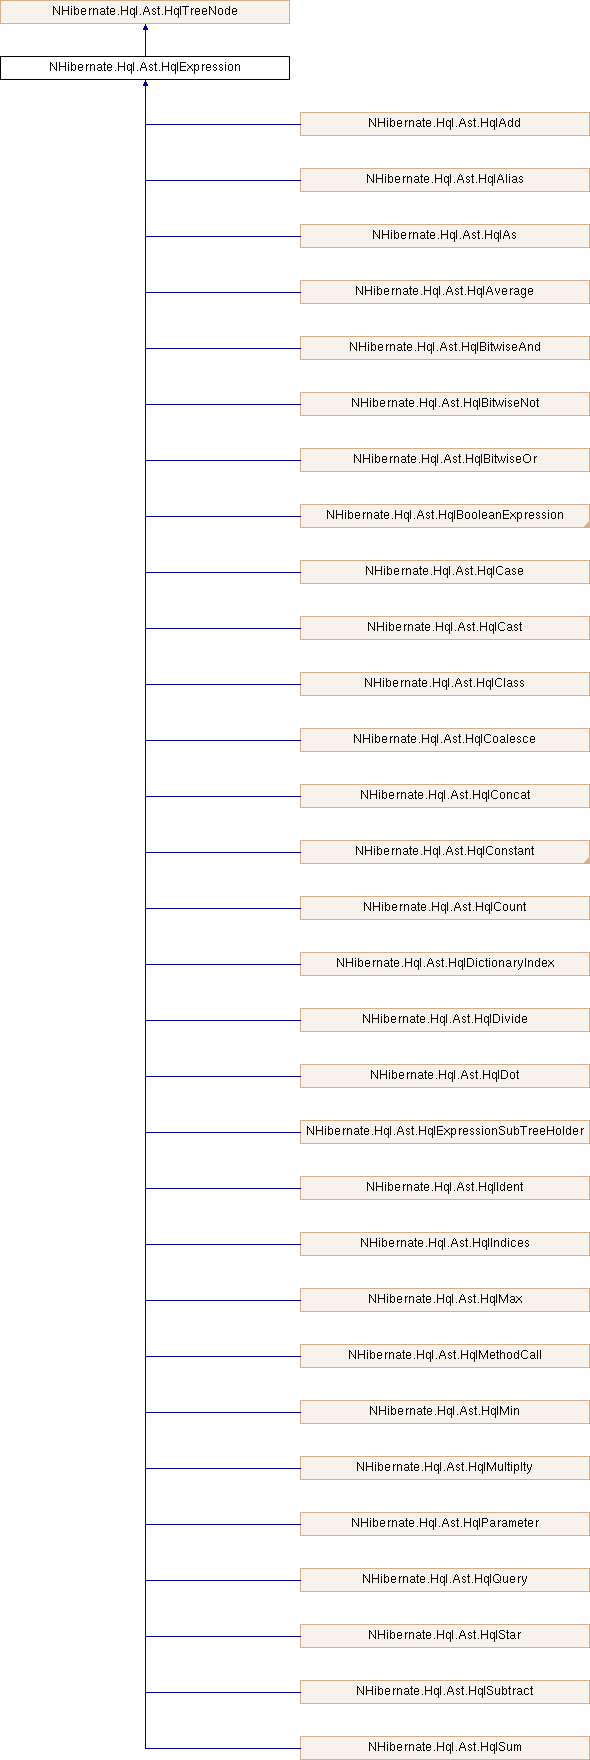 NHibernate.Hql.Ast.HqlTreeNode
NHibernate.Hql.Ast.HqlExpression
NHibernate.Hql.Ast.HqlAdd
NHibernate.Hql.Ast.HqlAlias
NHibernate.Hql.Ast.HqlAs
NHibernate.Hql.Ast.HqlAverage
NHibernate.Hql.Ast.HqlBitwiseAnd
NHibernate.Hql.Ast.HqlBitwiseNot
NHibernate.Hql.Ast.HqlBitwiseOr
NHibernate.Hql.Ast.HqlBooleanExpression
NHibernate.Hql.Ast.HqlCase
NHibernate.Hql.Ast.HqlCast
NHibernate.Hql.Ast.HqlClass
NHibernate.Hql.Ast.HqlCoalesce
NHibernate.Hql.Ast.HqlConcat
NHibernate.Hql.Ast.HqlConstant
NHibernate.Hql.Ast.HqlCount
NHibernate.Hql.Ast.HqlDictionaryIndex
NHibernate.Hql.Ast.HqlDivide
NHibernate.Hql.Ast.HqlDot
NHibernate.Hql.Ast.HqlExpressionSubTreeHolder
NHibernate.Hql.Ast.HqlIdent
NHibernate.Hql.Ast.HqlIndices
NHibernate.Hql.Ast.HqlMax
NHibernate.Hql.Ast.HqlMethodCall
NHibernate.Hql.Ast.HqlMin
NHibernate.Hql.Ast.HqlMultiplty
NHibernate.Hql.Ast.HqlParameter
NHibernate.Hql.Ast.HqlQuery
NHibernate.Hql.Ast.HqlStar
NHibernate.Hql.Ast.HqlSubtract
NHibernate.Hql.Ast.HqlSum